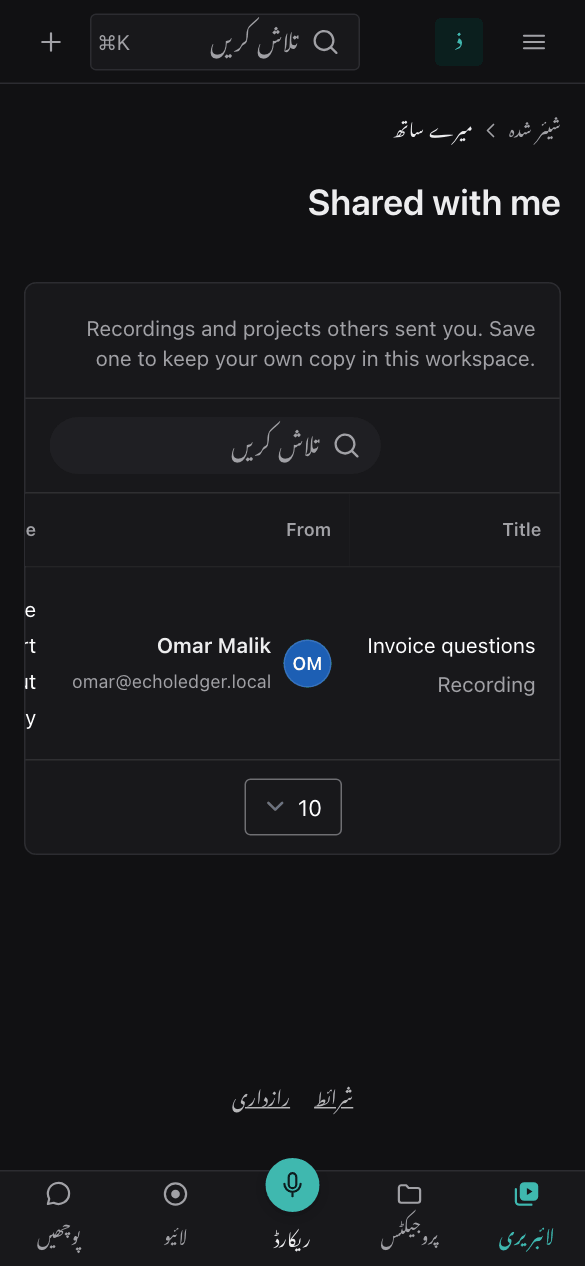 ذ
تلاش کریں ⌘K
شیئر شدہ
میرے ساتھ
Shared with me
Recordings and projects others sent you. Save
one to keep your own copy in this workspace.
تلاش کریں
Title
From
Invoice questions
Recording
OM
Omar Malik
omar@echoledger.local
10
شرائط
رازداری
لائبریری
پروجیکٹس
ریکارڈ
لائیو
پوچھیں